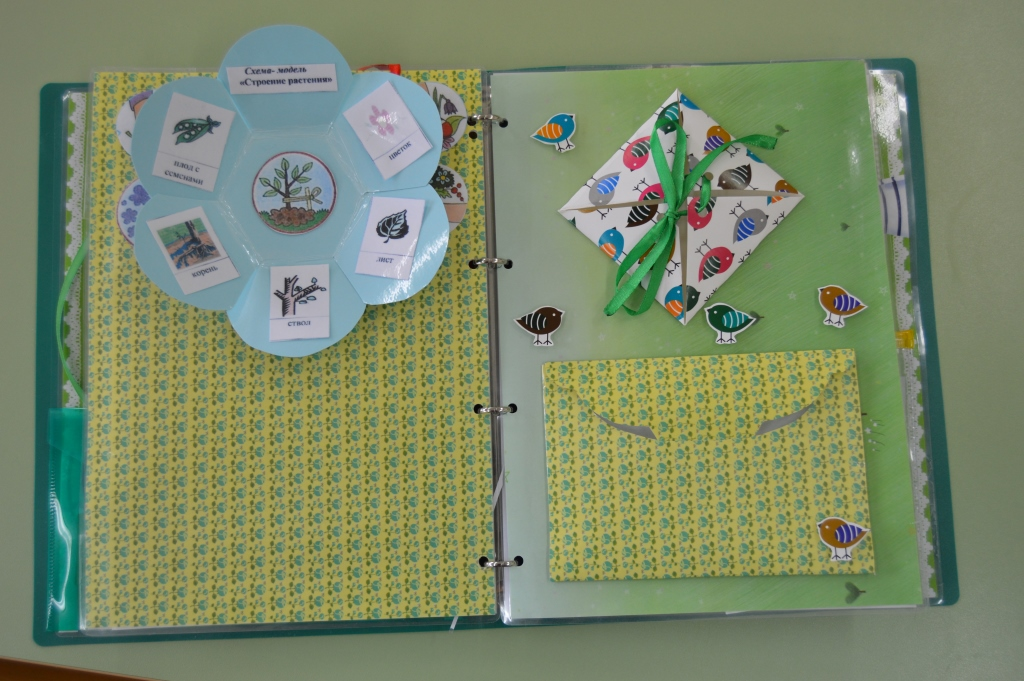 Схема- модель
«Строение растения»
плод с
семенами
цветок
корень
лист
ствол